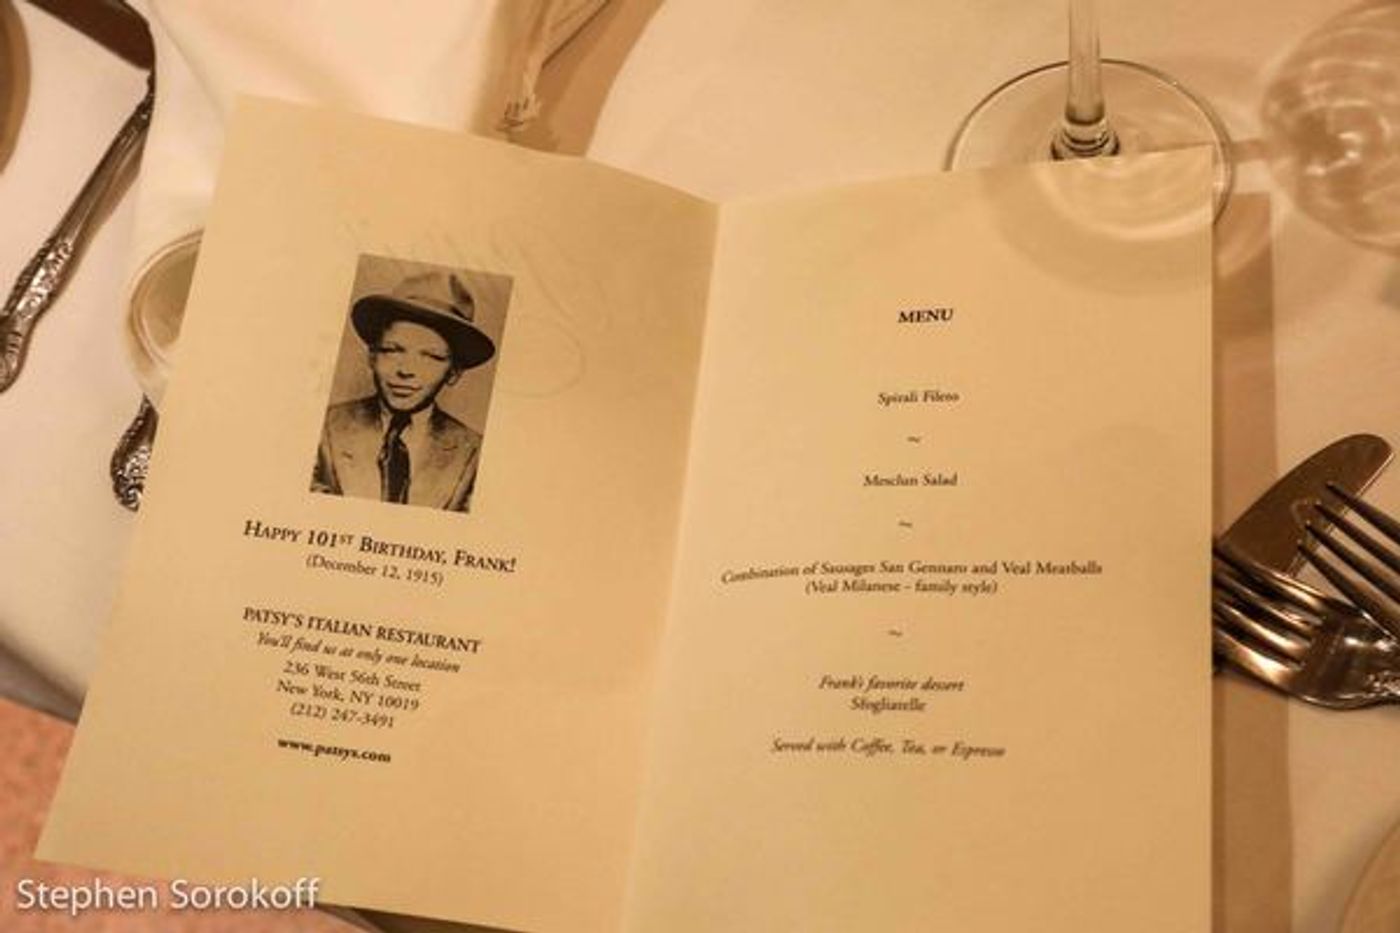 HAPPY 101ST BIRTHDAY, FRANK!
(December 12, 1915)
PATSY'S ITALIAN RESTAURANT
You'll find us at only one location
236 West 56th Street
New York, NY 10019
(212) 247-3491
www.patsys.com
MENU
Spirali Fileto
~
Mesclun Salad
~
Combination of Sausages San Gennaro and Veal Meatballs
(Veal Milanese - family style)
~
Frank's favorite dessert
Sfogliatelle
Served with Coffee, Tea, or Espresso
Stephen Sorokoff